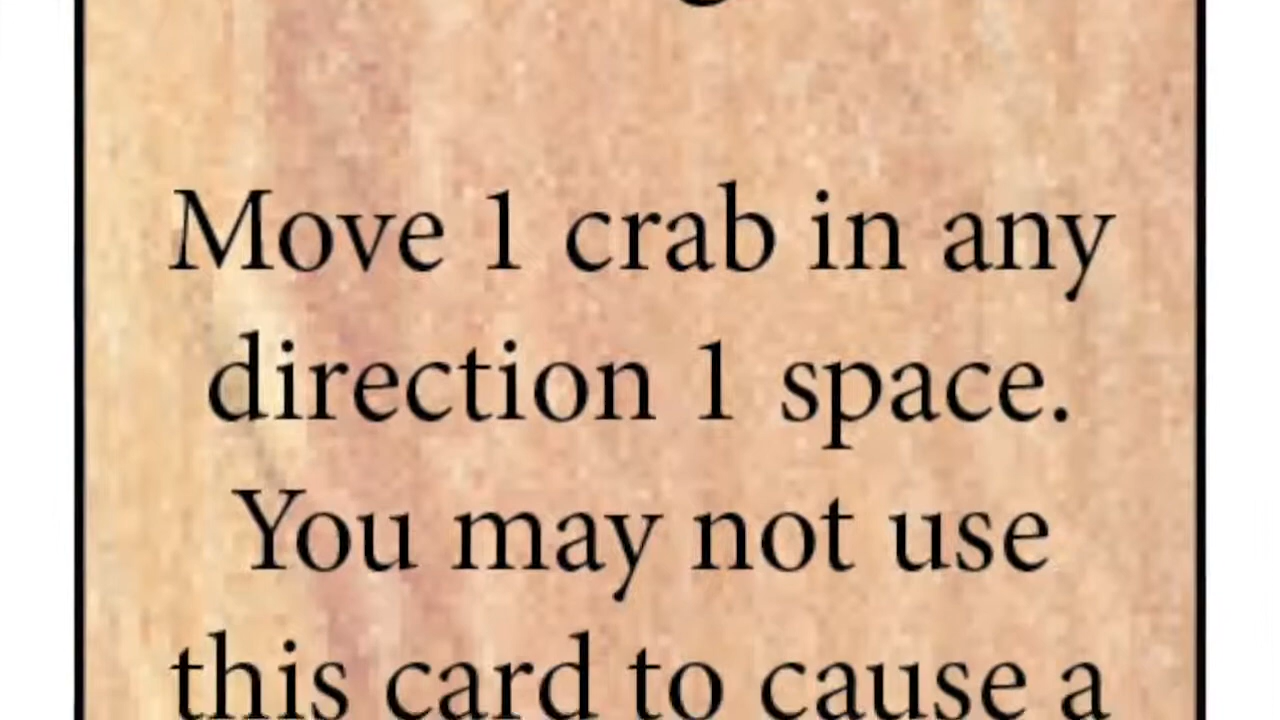 Move 1 crab in any
direction 1 space.
You may not use
this card to cause a